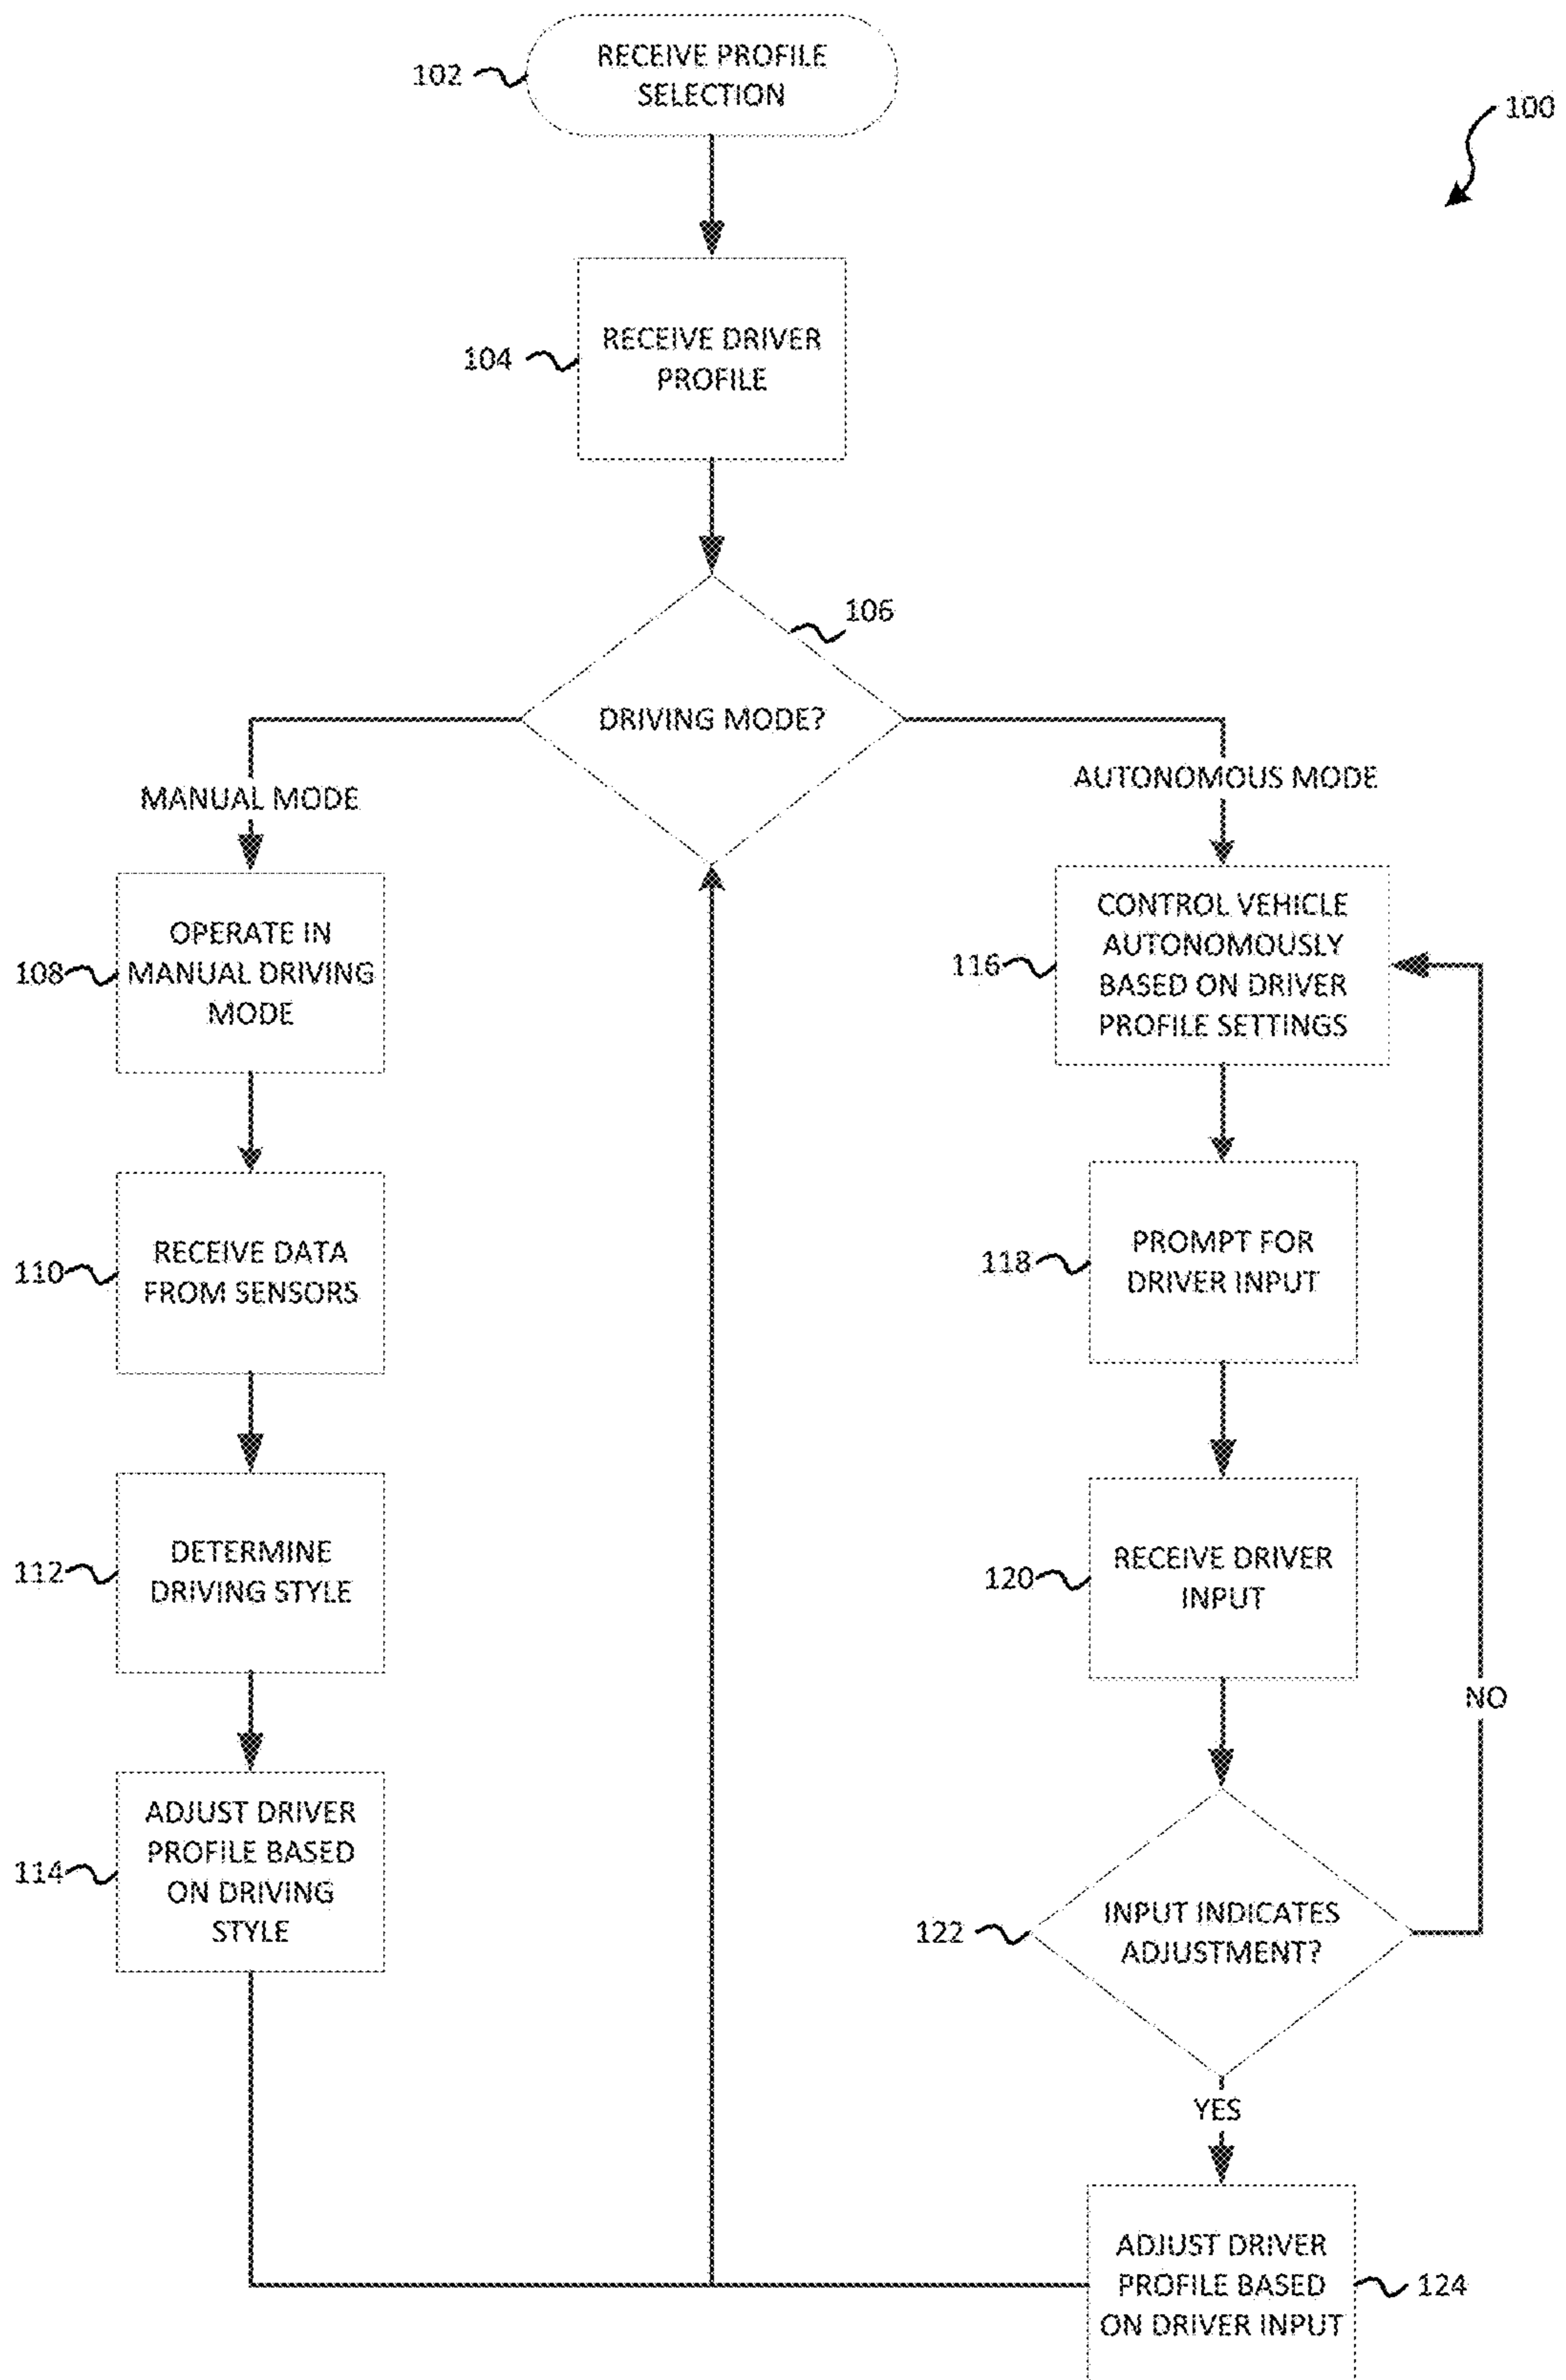 RECEIVE PROFILE
SELECTION
102
100
RECEIVE DRIVER
PROFILE
104
106
DRIVING MODE?
MANUAL MODE
AUTONOMOUS MODE
OPERATE IN
MANUAL DRIVING
MODE
108
CONTROL VEHICLE
AUTONOMOUSLY
BASED ON DRIVER
PROFILE SETTINGS
116
RECEIVE DATA
FROM SENSORS
110
PROMPT FOR
DRIVER INPUT
118
DETERMINE
DRIVING STYLE
112
RECEIVE DRIVER
INPUT
120
NO
ADJUST DRIVER
PROFILE BASED
ON DRIVING
STYLE
114
INPUT INDICATES
ADJUSTMENT?
122
YES
ADJUST DRIVER
PROFILE BASED
ON DRIVER INPUT
124